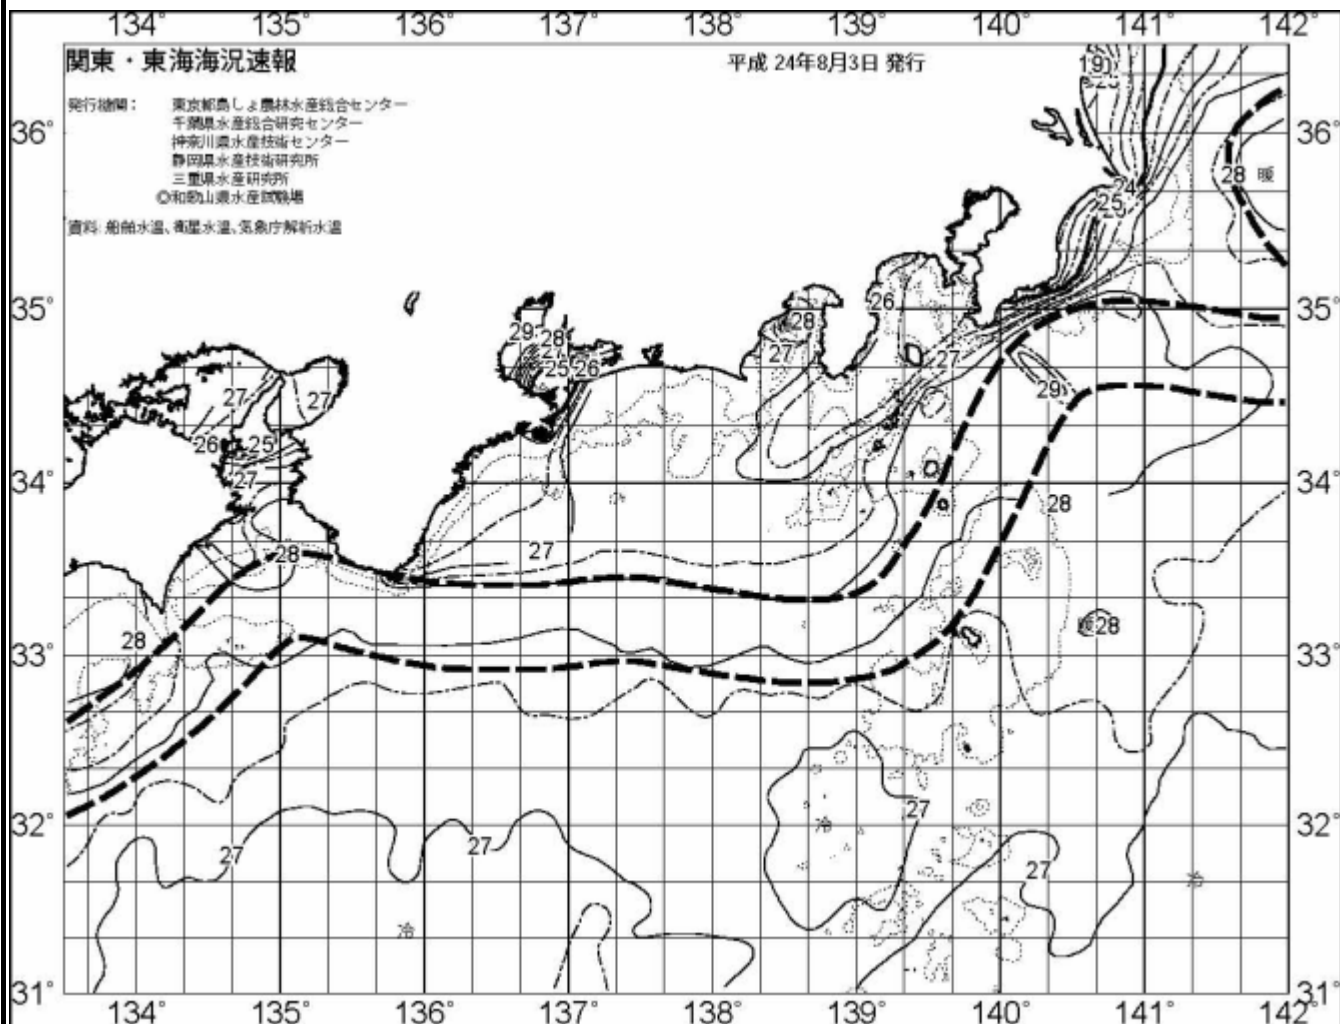 134° 135° 136° 137° 138° 139° 140° 141° 142°
関東・東海海況速報
平成 24年8月3日 発行
発行機関： 東京都島しょ農林水産総合センター
千葉県水産総合研究センター
神奈川県水産技術センター
静岡県水産技術研究所
三重県水産研究所
◎和歌山県水産試験場
資料: 船舶水温、衛星水温、気象庁解析水温
19
36° 36°
28 暖
24
25
26
28
35° 35°
29 28
27
25 26
27
27
29
27 27
26 25
27
34° 34°
28
28 27
28
28
33° 33°
27
32° 冷 32°
27 27
27
冷
冷
31° 31°
134° 135° 136° 137° 138° 139° 140° 141° 142°